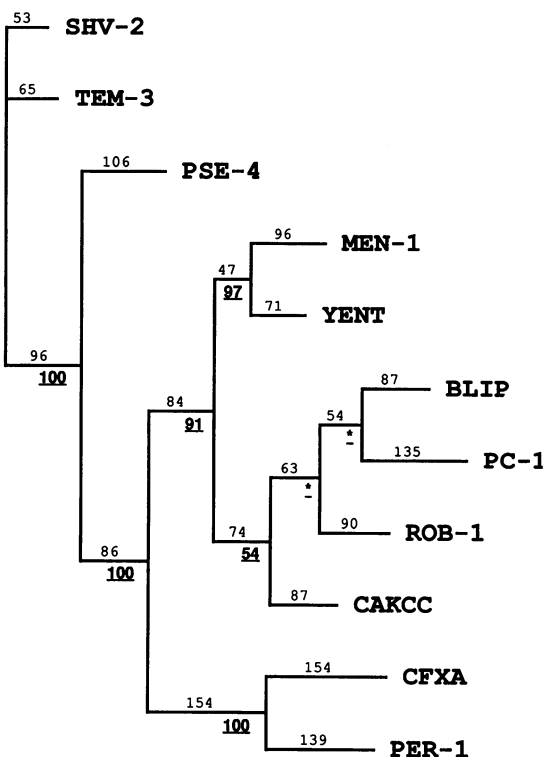 53 SHV-2
65 TEM-3
106 PSE-4
96 MEN-1
47
97
71 YENT
96
100
87 BLIP
84
91
54
*
135 PC-1
63
*
90 ROB-1
74
54
86
100
87 CAKCC
154 CFXA
154
100
139 PER-1